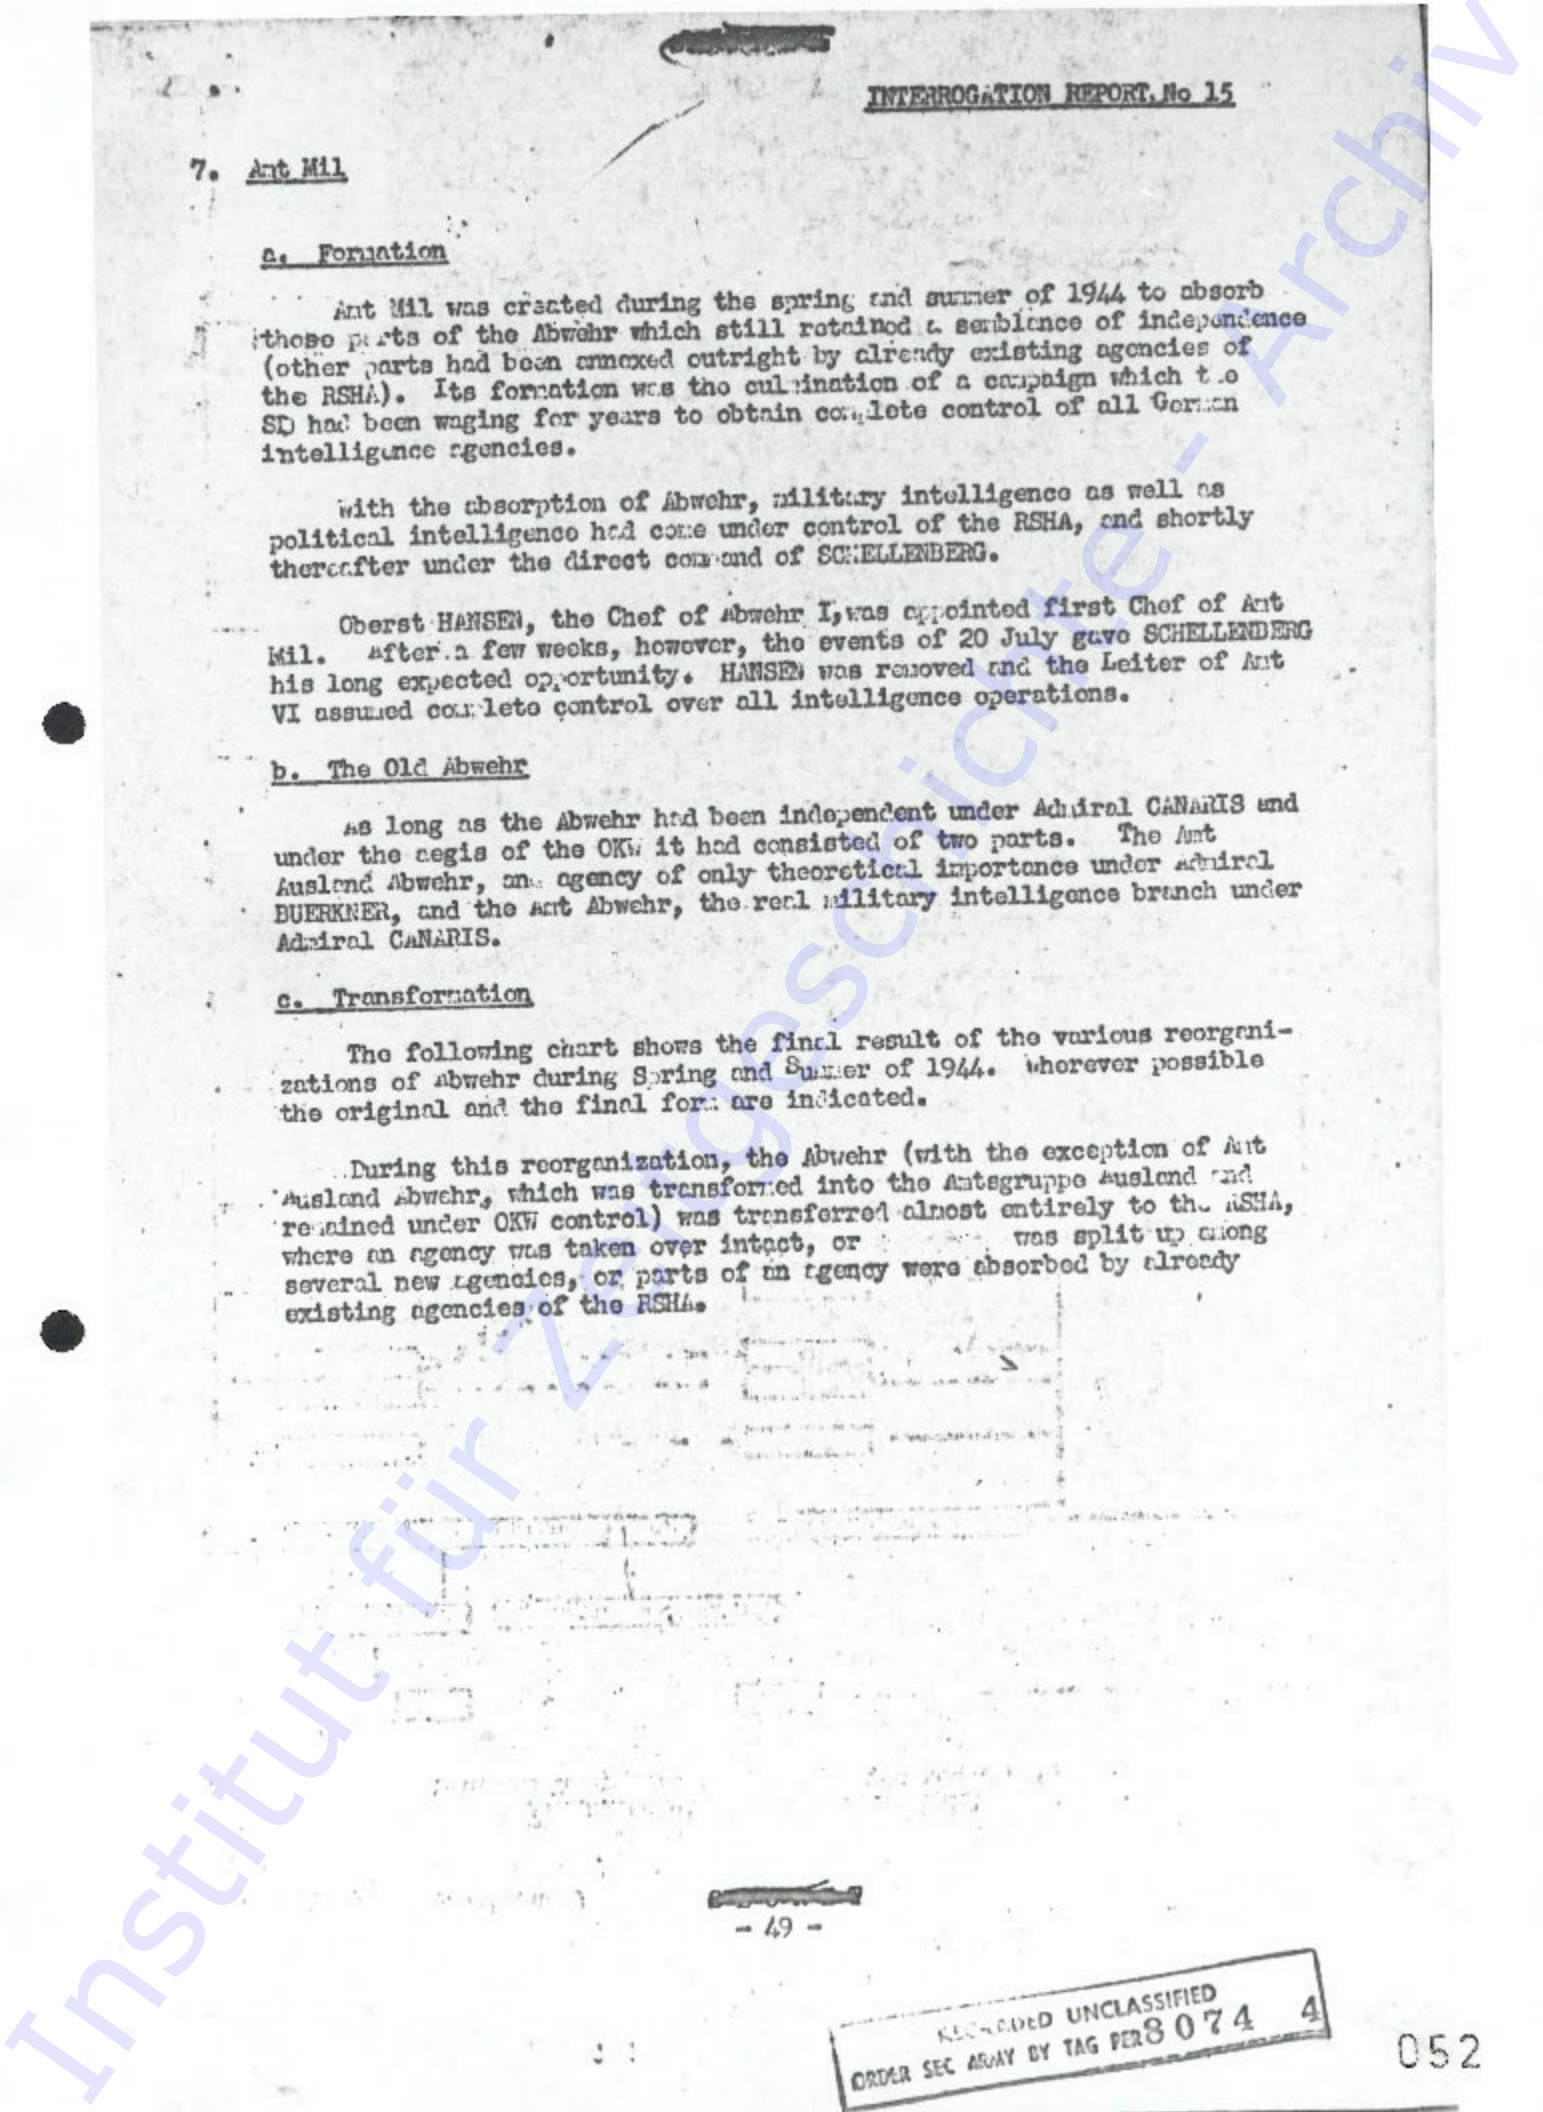 INTERROGATION REPORT No 15
7. Amt Mil
a. Formation
Amt Mil was created during the spring and summer of 1944 to absorb
those parts of the Abwehr which still retained a semblence of independence
(other parts had been annexed outright by already existing agencies of
the RSHA). Its formation was the culmination of a campaign which the
SD had been waging for years to obtain complete control of all German
intelligence agencies.
With the absorption of Abwehr, military intelligence as well as
political intelligence had come under control of the RSHA, and shortly
thereafter under the direct command of SCHELLENBERG.
Oberst HANSEN, the Chef of Abwehr I, was appointed first Chef of Amt
Mil. After a few weeks, however, the events of 20 July gave SCHELLENBERG
his long expected opportunity. HANSEN was removed and the Leiter of Amt
VI assumed complete control over all intelligence operations.
b. The Old Abwehr
As long as the Abwehr had been independent under Admiral CANARIS and
under the aegis of the OKW it had consisted of two parts. The Amt
Ausland Abwehr, an agency of only theoretical importance under Admiral
BUERKNER, and the Amt Abwehr, the real military intelligence branch under
Admiral CANARIS.
c. Transformation
The following chart shows the final result of the various reorgani-
zations of Abwehr during Spring and Summer of 1944. Wherever possible
the original and the final form are indicated.
During this reorganization, the Abwehr (with the exception of Amt
Ausland Abwehr, which was transformed into the Amtsgruppe Ausland and
remained under OKW control) was transferred almost entirely to the RSHA,
where an agency was taken over intact, or was split up among
several new agencies, or parts of an agency were absorbed by already
existing agencies of the RSHA.
- 49 -
REGRADED UNCLASSIFIED
ORDER SEC ARMY BY TAG PER 8 0 7 4 4
052
Institut für Zeitgeschichte - Archiv